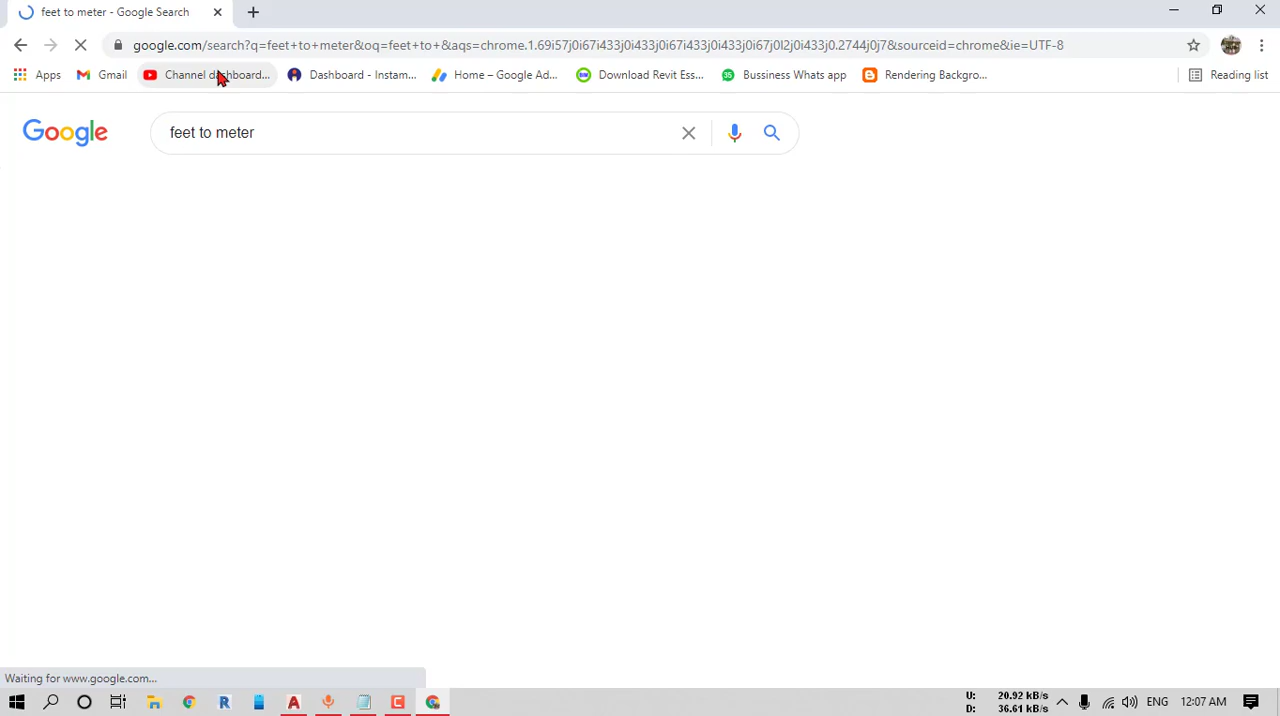 feet to meter - Google Search
google.com/search?q=feet+to+meter&oq=feet+to+&aqs=chrome.1.69i57j0i67i433j0i433j0i67i433j0i433j0i67j0l2j0i433j0.2744j0j7&sourceid=chrome&ie=UTF-8
Apps Gmail Channel dashboard... Dashboard - Instam... Home – Google Ad... Download Revit Ess... Bussiness Whats app Rendering Backgro... Reading list
Google feet to meter
Waiting for www.google.com...
U: 20.92 kB/s
D: 36.61 kB/s
ENG 12:07 AM